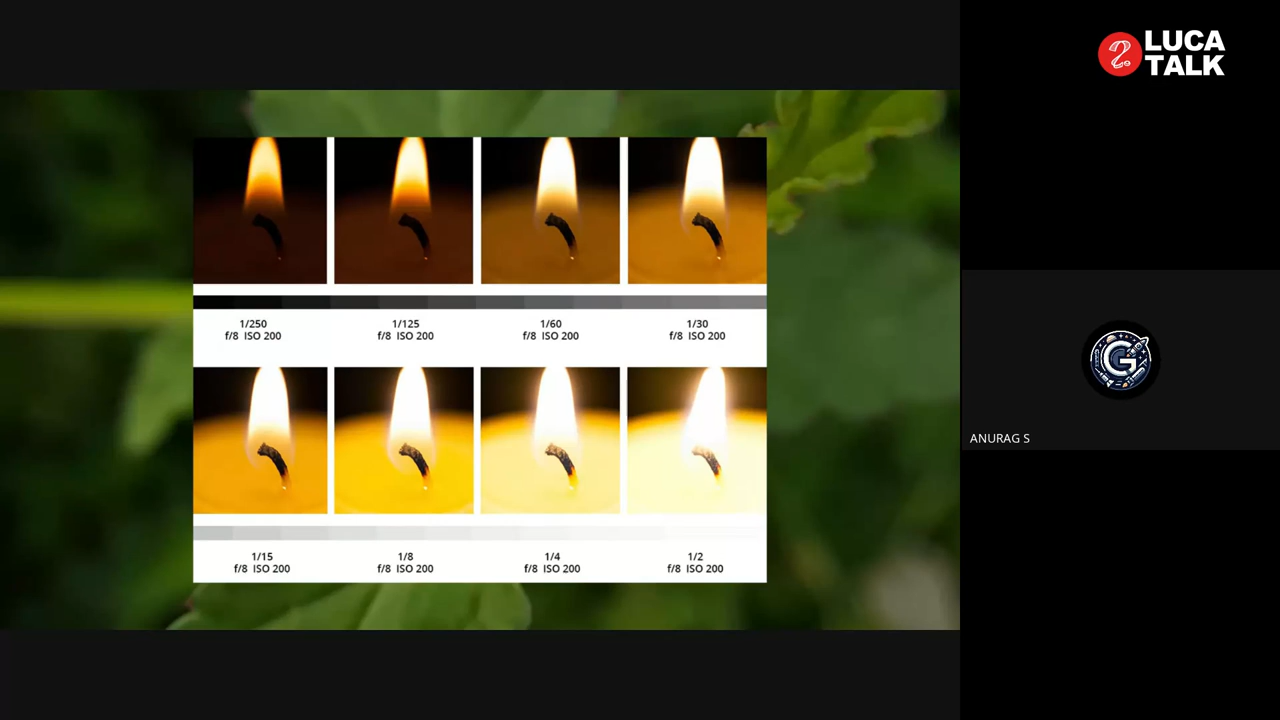 LUCA
TALK
1/250
f/8 ISO 200
1/125
f/8 ISO 200
1/60
f/8 ISO 200
1/30
f/8 ISO 200
1/15
f/8 ISO 200
1/8
f/8 ISO 200
1/4
f/8 ISO 200
1/2
f/8 ISO 200
ANURAG S